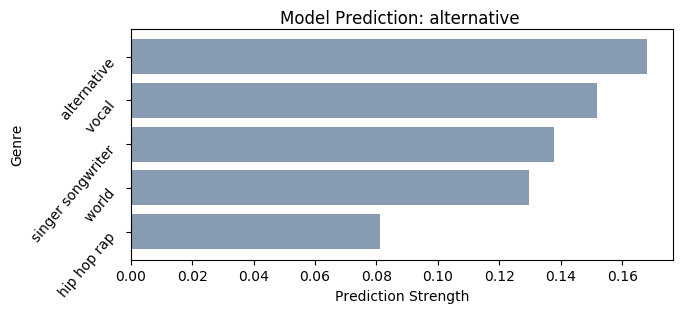 Model Prediction: alternative
Genre
alternative
vocal
singer songwriter
world
hip hop rap
0.00 0.02 0.04 0.06 0.08 0.10 0.12 0.14 0.16
Prediction Strength